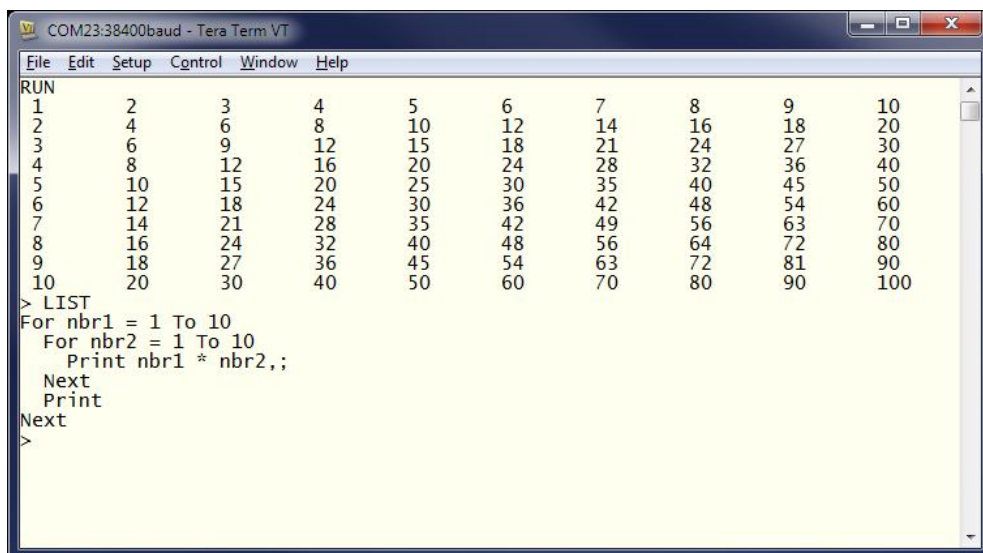 COM23:38400baud - Tera Term VT
File Edit Setup Control Window Help
RUN
1 2 3 4 5 6 7 8 9 10
2 4 6 8 10 12 14 16 18 20
3 6 9 12 15 18 21 24 27 30
4 8 12 16 20 24 28 32 36 40
5 10 15 20 25 30 35 40 45 50
6 12 18 24 30 36 42 48 54 60
7 14 21 28 35 42 49 56 63 70
8 16 24 32 40 48 56 64 72 80
9 18 27 36 45 54 63 72 81 90
10 20 30 40 50 60 70 80 90 100
> LIST
For nbr1 = 1 To 10
  For nbr2 = 1 To 10
    Print nbr1 * nbr2,;
  Next
  Print
Next
>